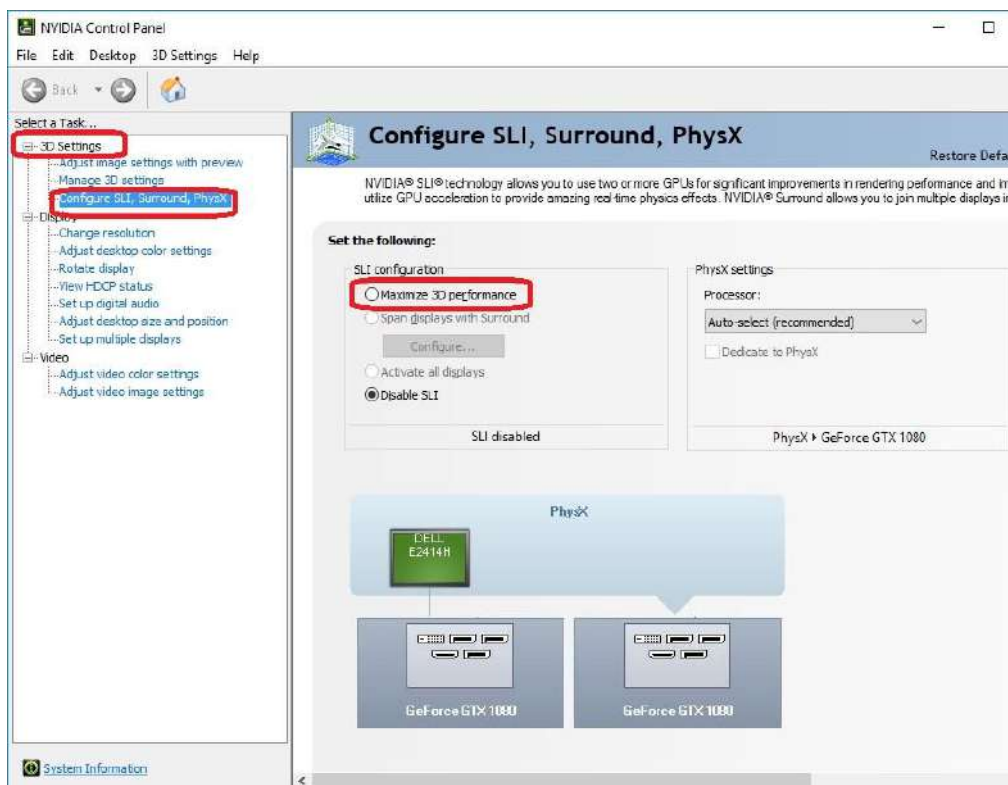 NVIDIA Control Panel
File Edit Desktop 3D Settings Help
Back
Select a Task...
3D Settings
Adjust image settings with preview
Manage 3D settings
Configure SLI, Surround, PhysX
Display
Change resolution
Adjust desktop color settings
Rotate display
View HDCP status
Set up digital audio
Adjust desktop size and position
Set up multiple displays
Video
Adjust video color settings
Adjust video image settings
System Information
Configure SLI, Surround, PhysX
Restore Defa
NVIDIA® SLI® technology allows you to use two or more GPUs for significant improvements in rendering performance and
utilize GPU acceleration to provide amazing real-time physics effects. NVIDIA® Surround allows you to join multiple displays
Set the following:
SLI configuration
Maximize 3D performance
Span displays with Surround
Configure...
Activate all displays
Disable SLI
SLI disabled
PhysX settings
Processor:
Auto-select (recommended)
Dedicate to PhysX
PhysX GeForce GTX 1080
PhysX
DELL
E2414H
GeForce GTX 1080
GeForce GTX 1080